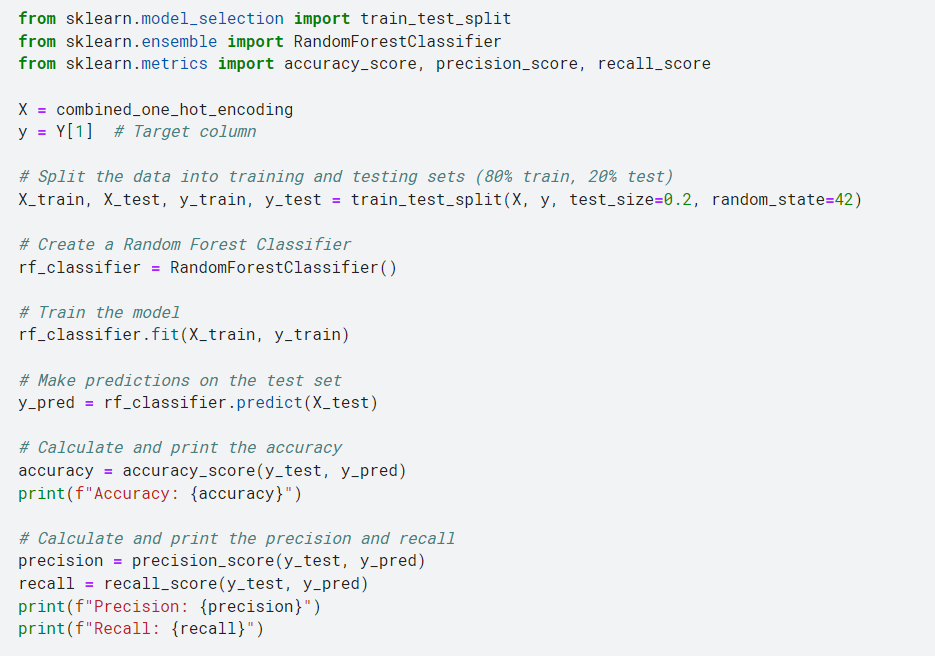 from sklearn.model_selection import train_test_split
from sklearn.ensemble import RandomForestClassifier
from sklearn.metrics import accuracy_score, precision_score, recall_score
X = combined_one_hot_encoding
y = Y[1]  # Target column
# Split the data into training and testing sets (80% train, 20% test)
X_train, X_test, y_train, y_test = train_test_split(X, y, test_size=0.2, random_state=42)
# Create a Random Forest Classifier
rf_classifier = RandomForestClassifier()
# Train the model
rf_classifier.fit(X_train, y_train)
# Make predictions on the test set
y_pred = rf_classifier.predict(X_test)
# Calculate and print the accuracy
accuracy = accuracy_score(y_test, y_pred)
print(f"Accuracy: {accuracy}")
# Calculate and print the precision and recall
precision = precision_score(y_test, y_pred)
recall = recall_score(y_test, y_pred)
print(f"Precision: {precision}")
print(f"Recall: {recall}")